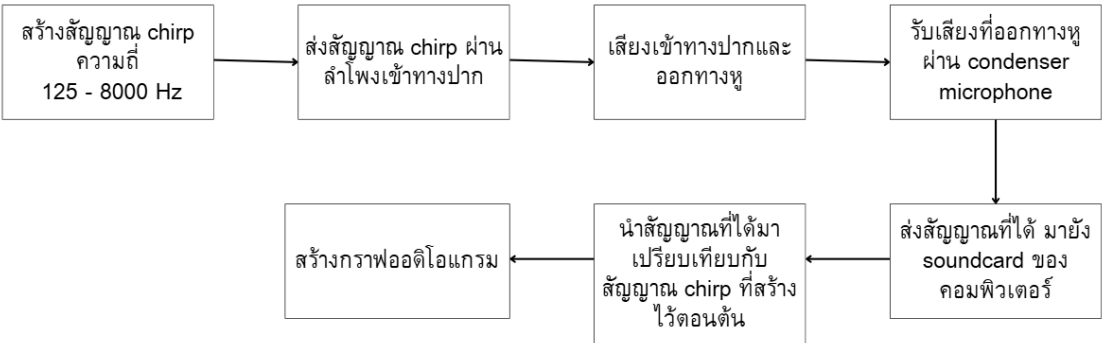 สร้างสัญญาณ chirp
ความถี่
125 - 8000 Hz
ส่งสัญญาณ chirp ผ่าน
ลำโพงเข้าทางปาก
เสียงเข้าทางปากและ
ออกทางหู
รับเสียงที่ออกทางหู
ผ่าน condenser
microphone
ส่งสัญญาณที่ได้ มายัง
soundcard ของ
คอมพิวเตอร์
นำสัญญาณที่ได้มา
เปรียบเทียบกับ
สัญญาณ chirp ที่สร้าง
ไว้ตอนต้น
สร้างกราฟออดิโอแกรม